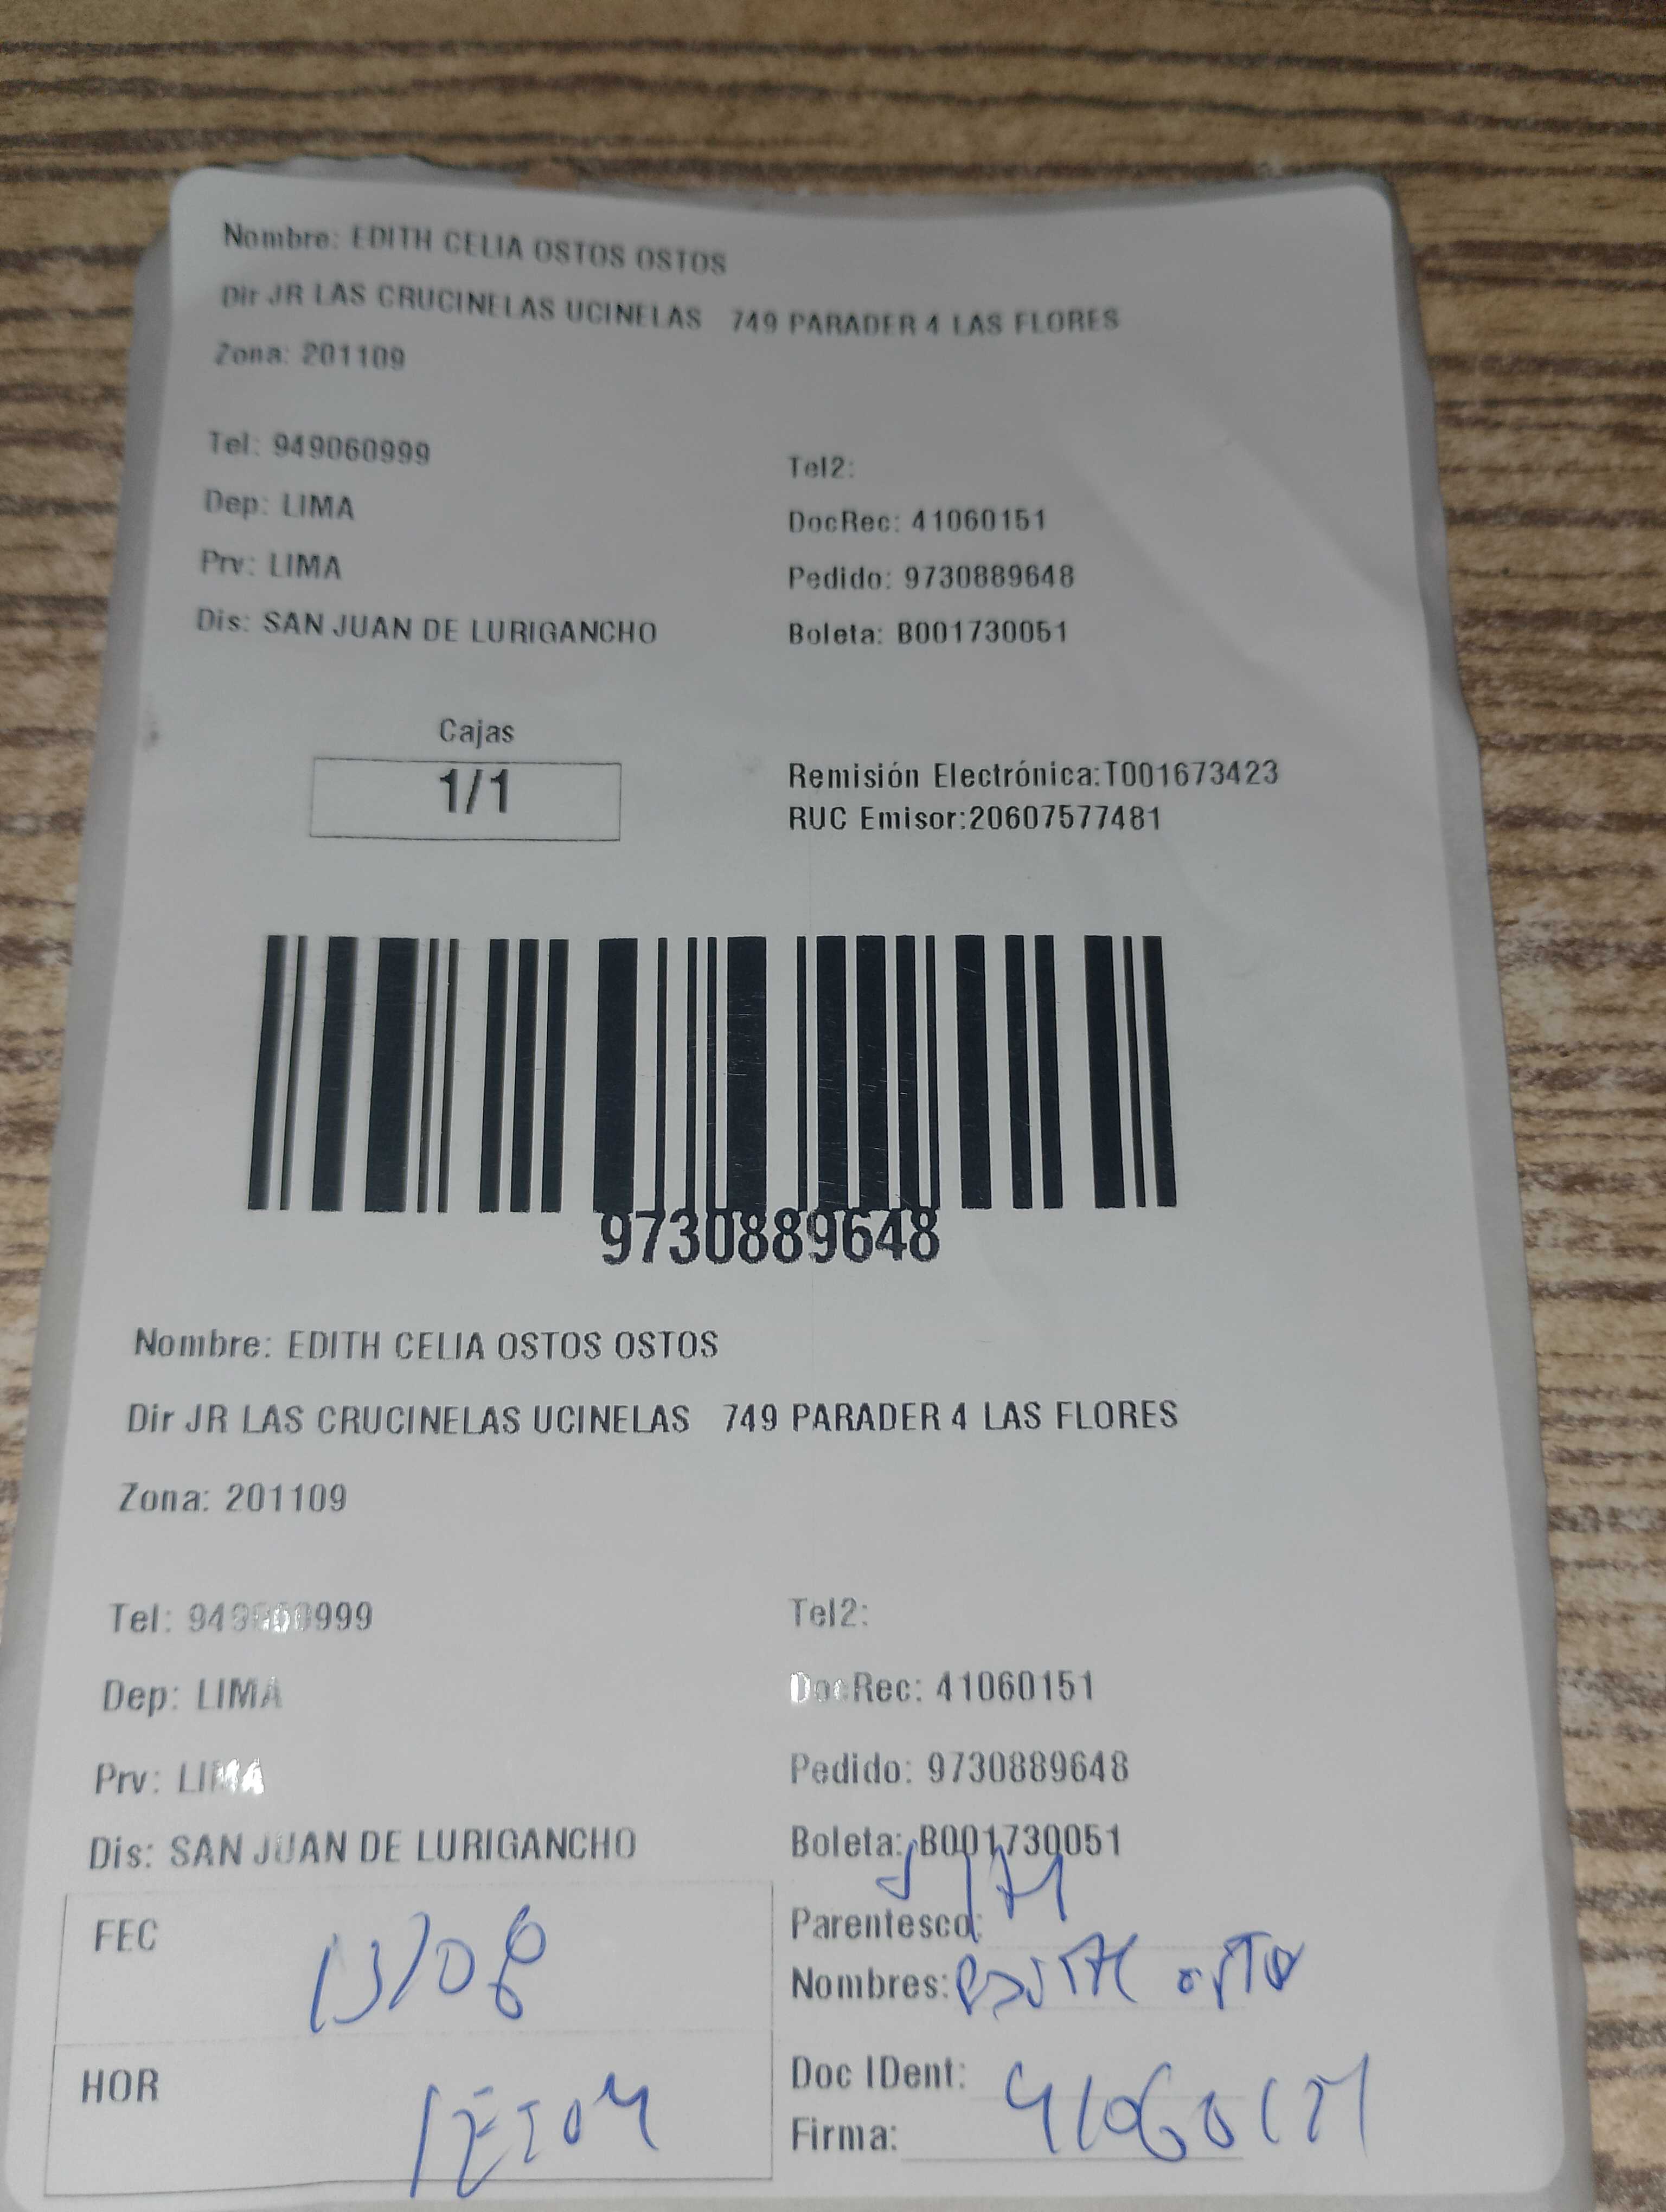 Nombre: EDITH CELIA OSTOS OSTOS
Dir JR LAS CRUCINELAS UCINELAS 749 PARADER 4 LAS FLORES
Zona: 201109
Tel: 949060999
Tel2:
Dep: LIMA
DocRec: 41060151
Prv: LIMA
Pedido: 9730889648
Dis: SAN JUAN DE LURIGANCHO
Boleta: B001730051
Cajas
1/1
Remisión Electrónica:T001673423
RUC Emisor:20607577481
9730889648
Nombre: EDITH CELIA OSTOS OSTOS
Dir JR LAS CRUCINELAS UCINELAS 749 PARADER 4 LAS FLORES
Zona: 201109
Tel: 949060999
Tel2:
Dep: LIMA
DocRec: 41060151
Prv: LIMA
Pedido: 9730889648
Dis: SAN JUAN DE LURIGANCHO
Boleta: B001730051
FEC 13/08
Parentesco:
Nombres:
HOR
Doc IDent: 41060151
Firma: